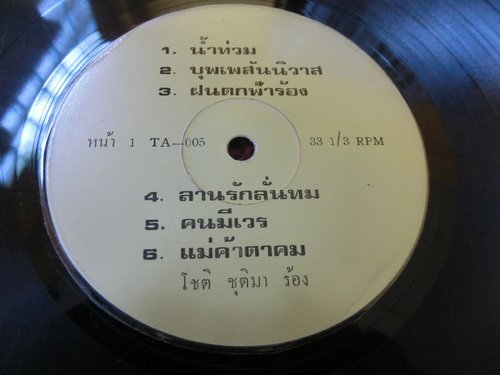 1. น้ำท่วม
2. บุพเพสันนิวาส
3. ฝนตกฟ้าร้อง
หน้า 1 TA—005 33 1/3 RPM
4. ลานรักลั่นทม
5. คนมีเวร
6. แม่ค้าตาคม
โชติ ชุติมา ร้อง